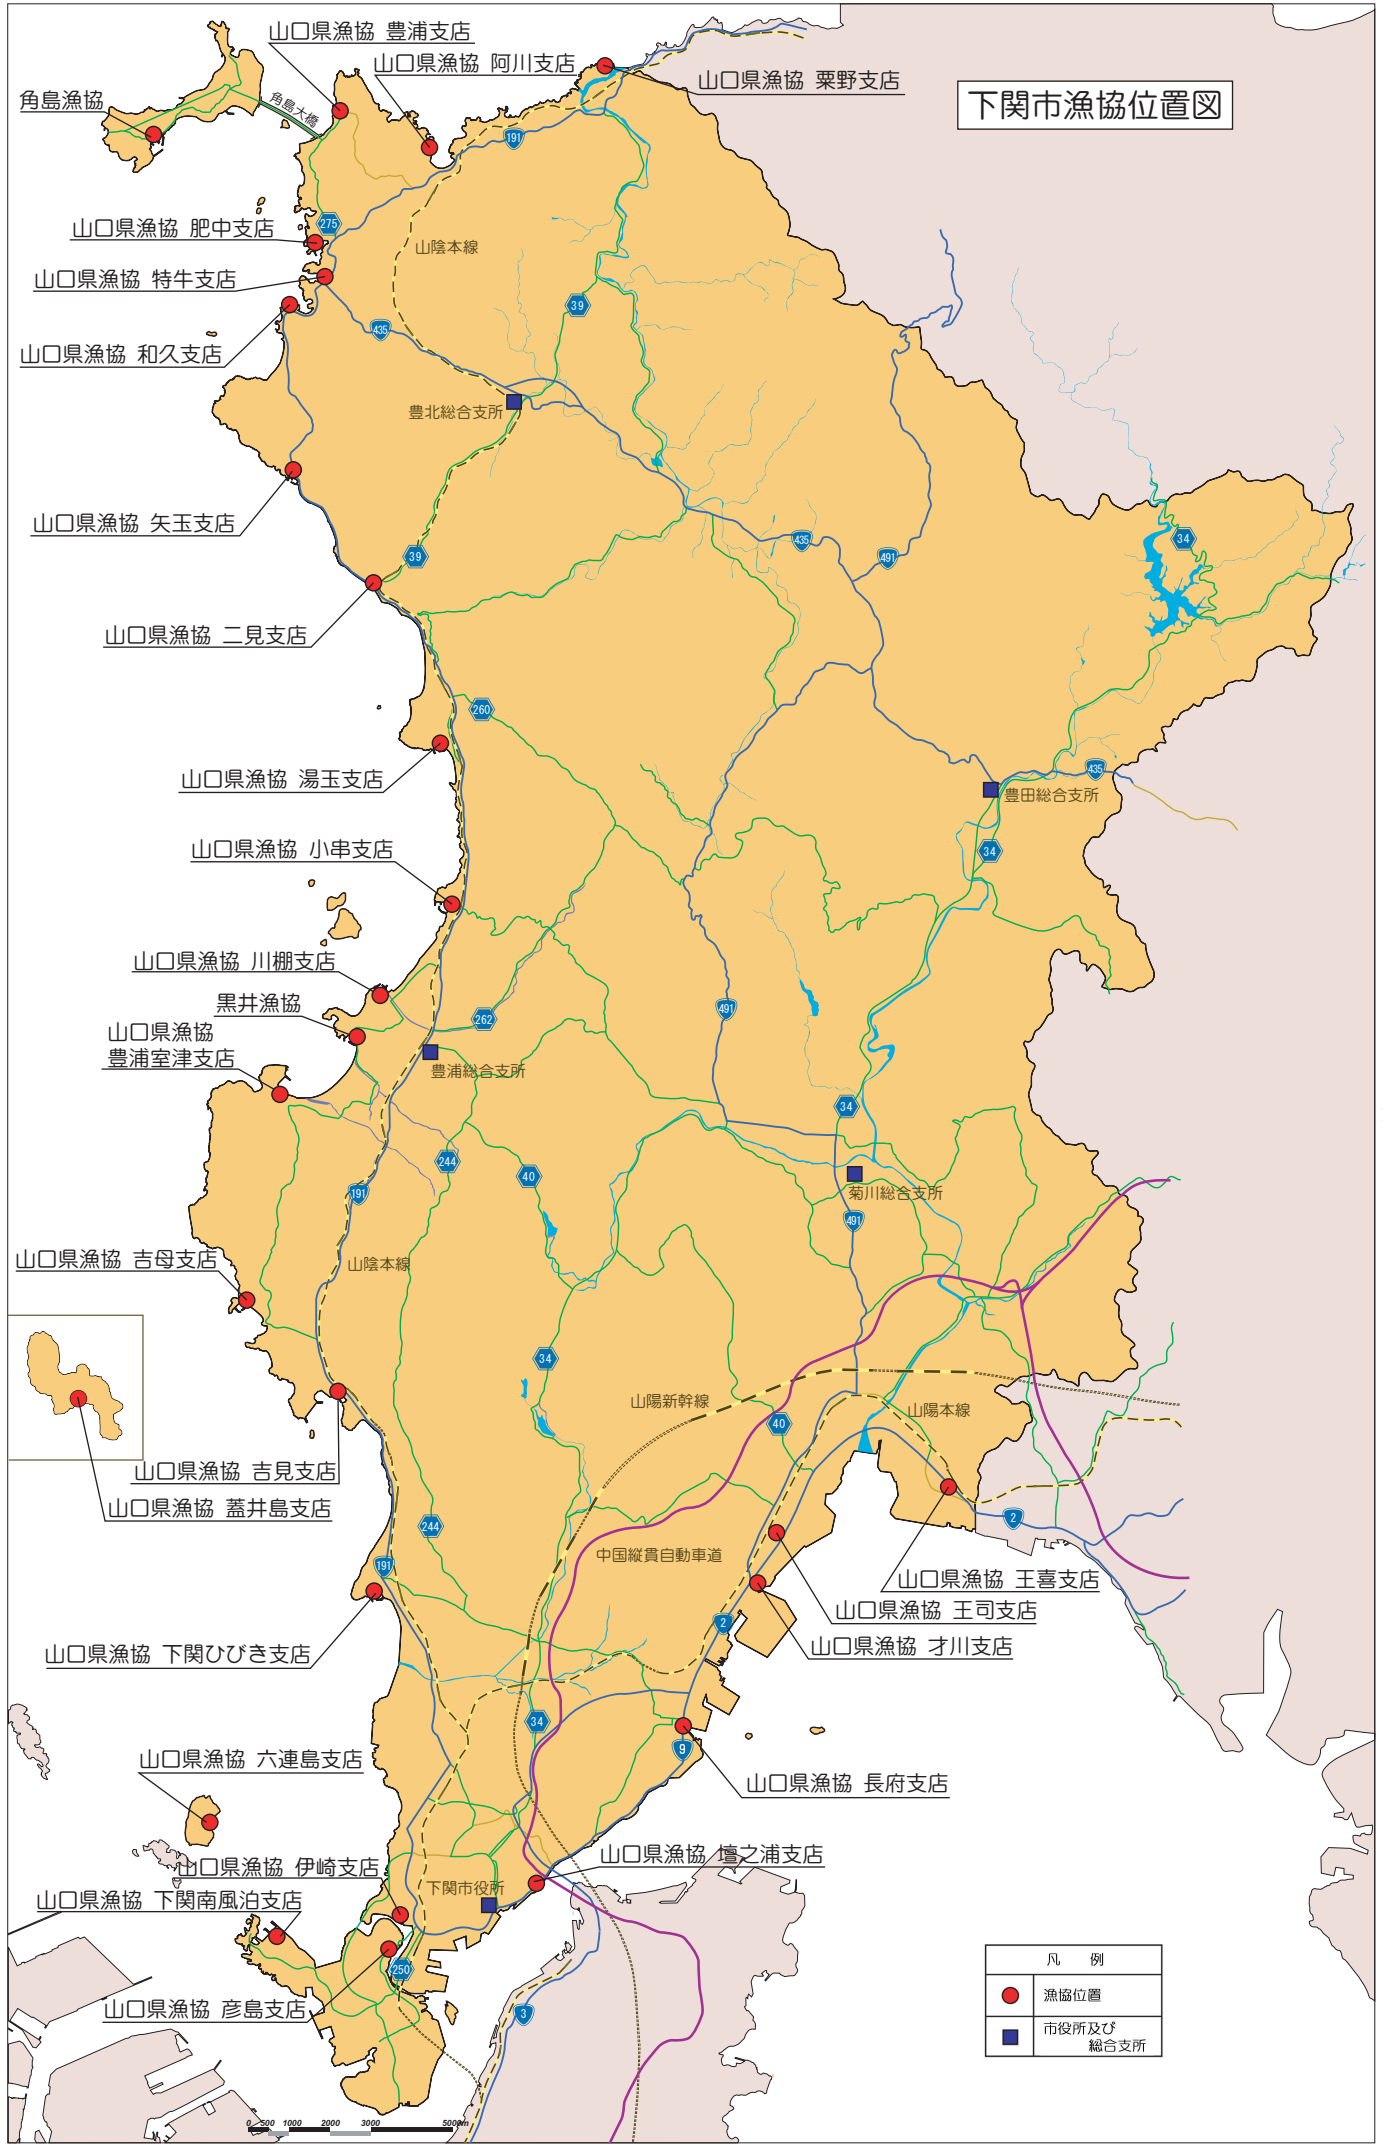 下関市漁協位置図
山口県漁協 豊浦支店
山口県漁協 阿川支店
山口県漁協 粟野支店
角島漁協
角島大橋
191
山口県漁協 肥中支店
275
山陰本線
山口県漁協 特牛支店
39
435
山口県漁協 和久支店
豊北総合支所
山口県漁協 矢玉支店
39
435
491
34
山口県漁協 二見支店
260
山口県漁協 湯玉支店
435
豊田総合支所
34
山口県漁協 小串支店
山口県漁協 川棚支店
黒井漁協
262
491
山口県漁協
豊浦室津支店
豊浦総合支所
34
244
40
191
菊川総合支所
491
山口県漁協 吉母支店
山陰本線
34
山陽新幹線
山陽本線
40
山口県漁協 吉見支店
山口県漁協 蓋井島支店
244
2
191
中国縦貫自動車道
山口県漁協 王喜支店
山口県漁協 王司支店
2
山口県漁協 才川支店
山口県漁協 下関ひびき支店
34
9
山口県漁協 六連島支店
山口県漁協 長府支店
山口県漁協 壇之浦支店
山口県漁協 伊崎支店
下関市役所
山口県漁協 下関南風泊支店
250
山口県漁協 彦島支店
3
凡 例
漁協位置
市役所及び
総合支所
0 500 1000 2000 3000 5000m